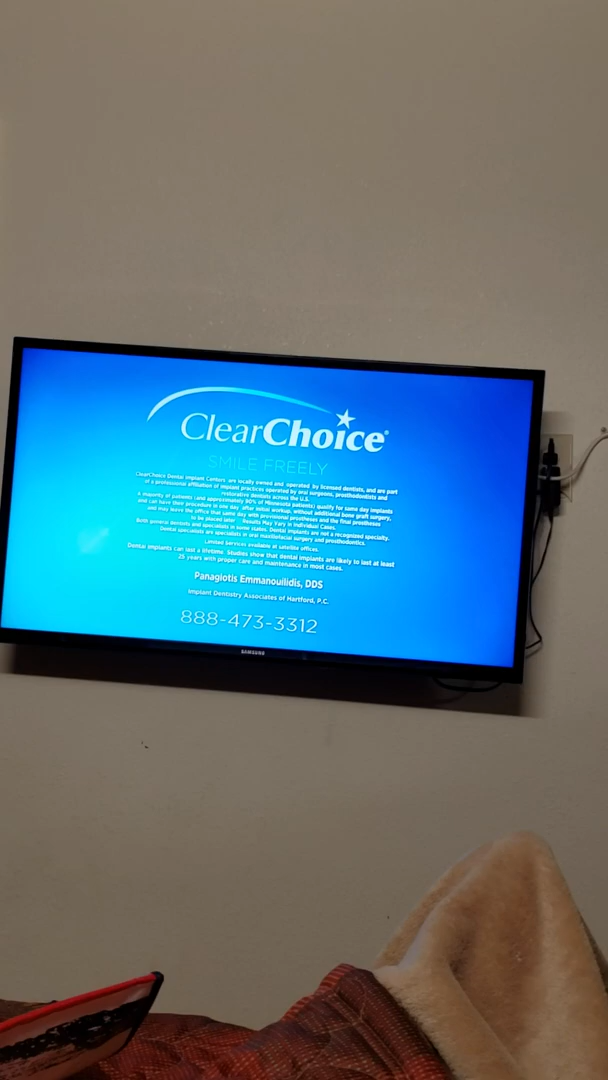 ClearChoice®
SMILE FREELY
ClearChoice Dental Implant Centers are locally owned and operated by licensed dentists, and are part
of a professional affiliation of implant practices operated by oral surgeons, prosthodontists and
restorative dentists across the U.S.
A majority of patients (and approximately 90% of Minnesota patients) qualify for same day implants
and can have their procedure in one day after initial workup, without additional bone graft surgery,
and may leave the office that same day with provisional prostheses and the final prostheses
to be placed later. Results May Vary in Individual Cases.
Both general dentists and specialists in some states. Dental implants are not a recognized specialty.
Dental specialists are specialists in oral maxillofacial surgery and prosthodontics.
Limited Services available at satellite offices.
Dental implants can last a lifetime. Studies show that dental implants are likely to last at least
25 years with proper care and maintenance in most cases.
Panagiotis Emmanouilidis, DDS
Implant Dentistry Associates of Hartford, P.C.
888-473-3312
SAMSUNG